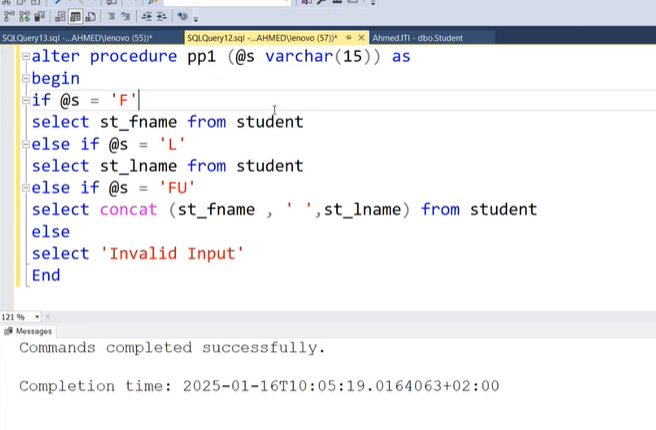 SQLQuery13.sql -...AHMED\lenovo (55))*
SQLQuery12.sql -...AHMED\lenovo (57))*
Ahmed.ITI - dbo.Student
alter procedure pp1 (@s varchar(15)) as
begin
if @s = 'F'
select st_fname from student
else if @s = 'L'
select st_lname from student
else if @s = 'FU'
select concat (st_fname , ' ',st_lname) from student
else
select 'Invalid Input'
End
121 %
Messages
Commands completed successfully.
Completion time: 2025-01-16T10:05:19.0164063+02:00